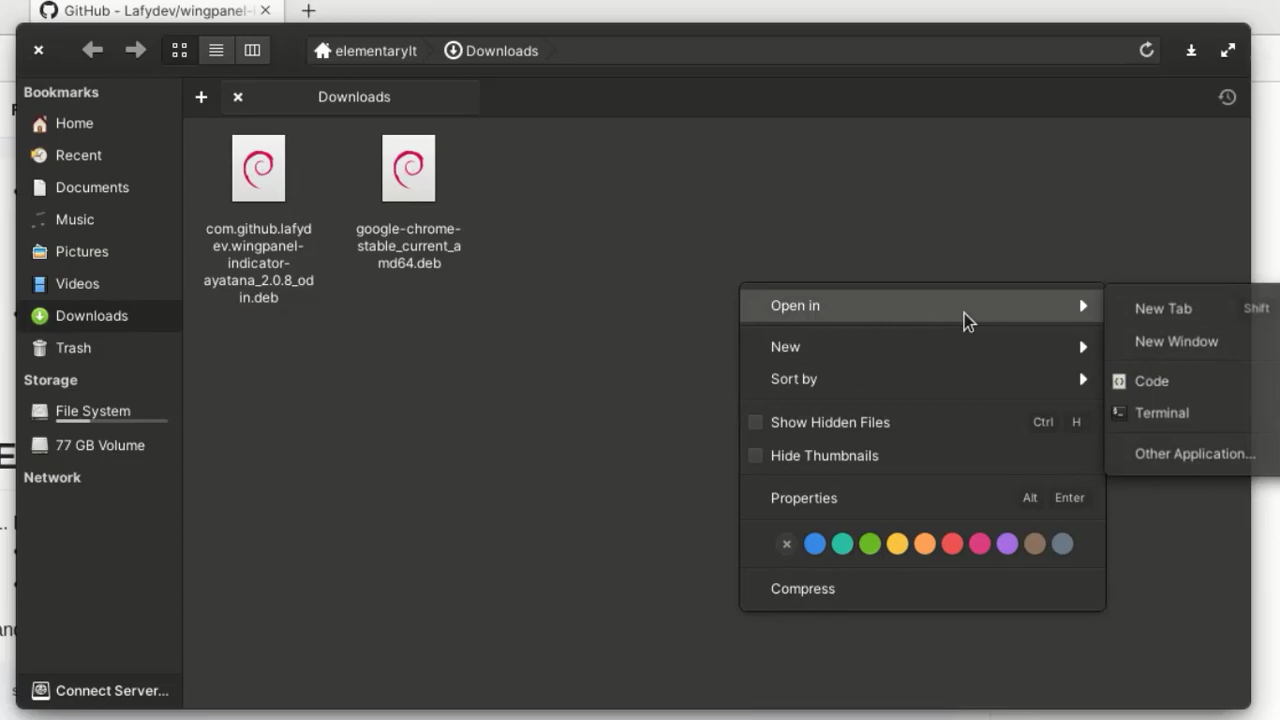 GitHub - Lafydev/wingpanel-
elementaryIt
Downloads
Bookmarks
Home
Recent
Documents
Music
Pictures
Videos
Downloads
Trash
Storage
File System
77 GB Volume
Network
Connect Server...
Downloads
com.github.lafyd
ev.wingpanel-
indicator-
ayatana_2.0.8_od
in.deb
google-chrome-
stable_current_a
md64.deb
Open in
New
Sort by
Show Hidden Files Ctrl H
Hide Thumbnails
Properties Alt Enter
Compress
New Tab Shift
New Window
Code
Terminal
Other Application...